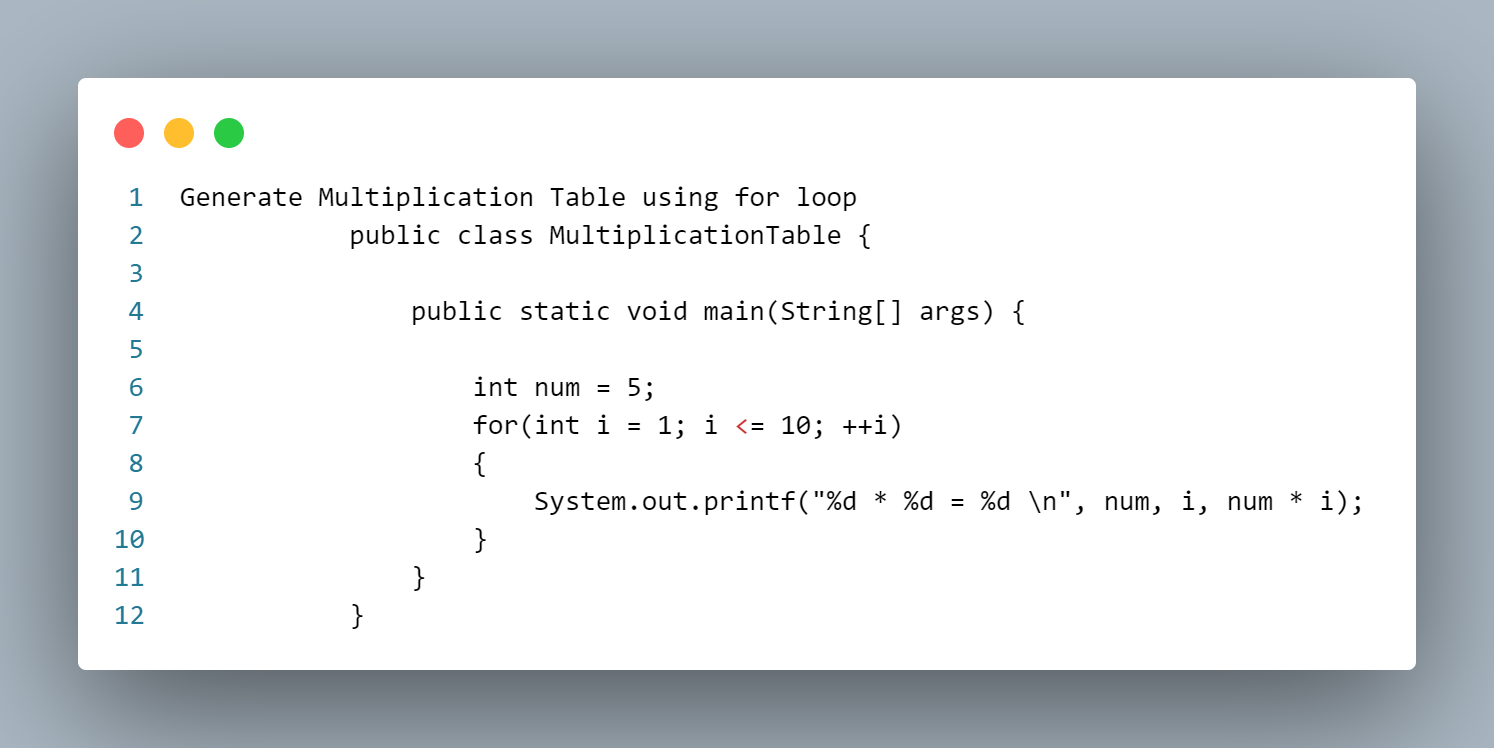 1 Generate Multiplication Table using for loop
2 public class MultiplicationTable {
3
4 public static void main(String[] args) {
5
6 int num = 5;
7 for(int i = 1; i <= 10; ++i)
8 {
9 System.out.printf("%d * %d = %d \n", num, i, num * i);
10 }
11 }
12 }